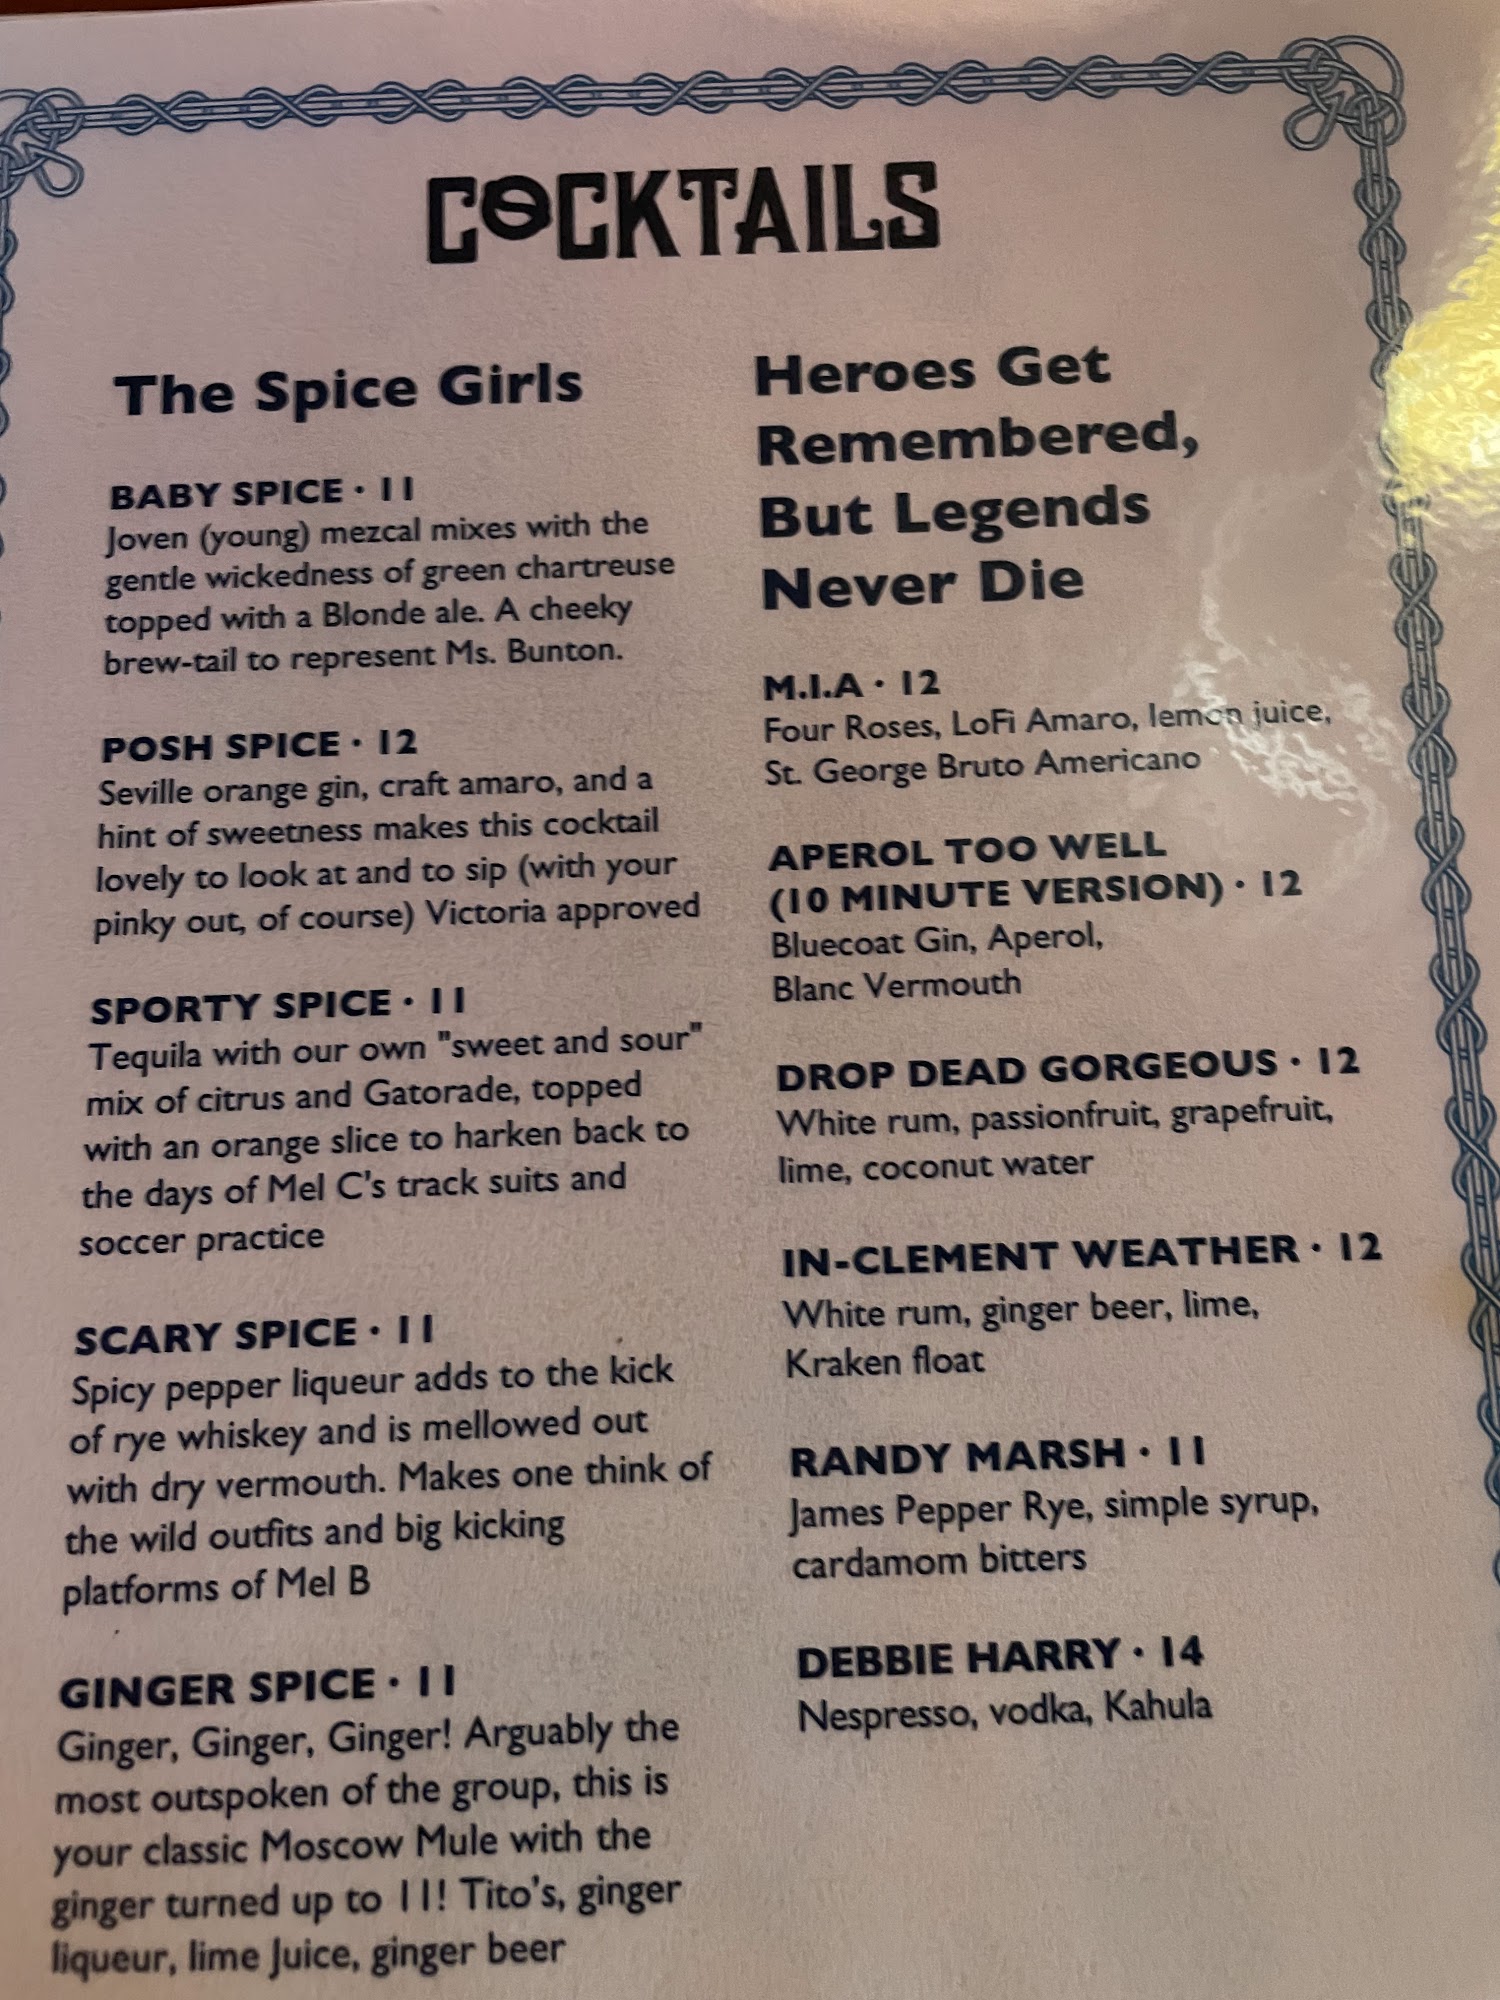 COCKTAILS
The Spice Girls
BABY SPICE · 11
Joven (young) mezcal mixes with the
gentle wickedness of green chartreuse
topped with a Blonde ale. A cheeky
brew-tail to represent Ms. Bunton.
POSH SPICE · 12
Seville orange gin, craft amaro, and a
hint of sweetness makes this cocktail
lovely to look at and to sip (with your
pinky out, of course) Victoria approved
SPORTY SPICE · 11
Tequila with our own "sweet and sour"
mix of citrus and Gatorade, topped
with an orange slice to harken back to
the days of Mel C's track suits and
soccer practice
SCARY SPICE · 11
Spicy pepper liqueur adds to the kick
of rye whiskey and is mellowed out
with dry vermouth. Makes one think of
the wild outfits and big kicking
platforms of Mel B
GINGER SPICE · 11
Ginger, Ginger, Ginger! Arguably the
most outspoken of the group, this is
your classic Moscow Mule with the
ginger turned up to 11! Tito's, ginger
liqueur, lime Juice, ginger beer
Heroes Get
Remembered,
But Legends
Never Die
M.I.A · 12
Four Roses, LoFi Amaro, lemon juice,
St. George Bruto Americano
APEROL TOO WELL
(10 MINUTE VERSION) · 12
Bluecoat Gin, Aperol,
Blanc Vermouth
DROP DEAD GORGEOUS · 12
White rum, passionfruit, grapefruit,
lime, coconut water
IN-CLEMENT WEATHER · 12
White rum, ginger beer, lime,
Kraken float
RANDY MARSH · 11
James Pepper Rye, simple syrup,
cardamom bitters
DEBBIE HARRY · 14
Nespresso, vodka, Kahula